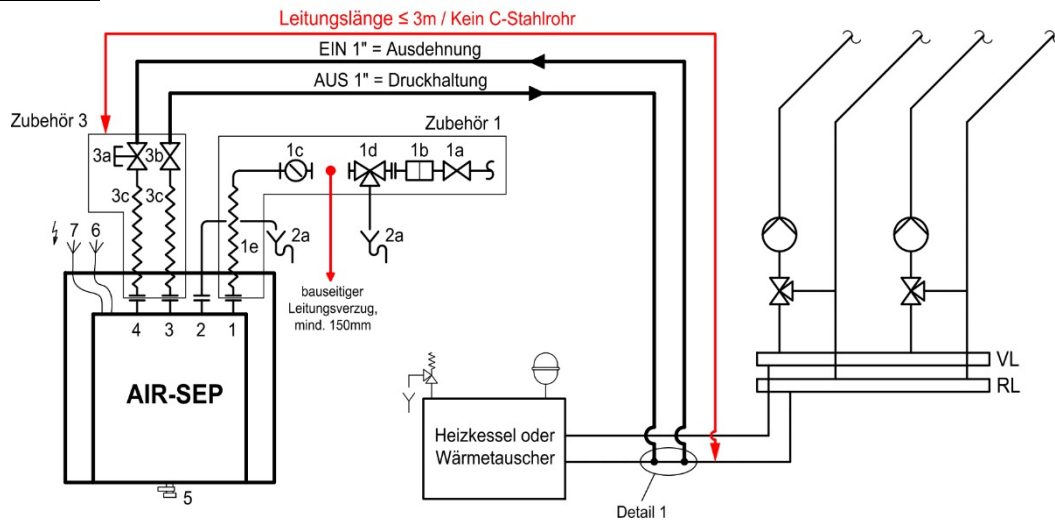 Leitungslänge ≤ 3m / Kein C-Stahlrohr
EIN 1" = Ausdehnung
AUS 1" = Druckhaltung
Zubehör 3
Zubehör 1
3a
3b
1c
1d
1b
1a
3c
3c
7
6
1e
2a
2a
bauseitiger
Leitungsverzug,
mind. 150mm
4
3
2
1
AIR-SEP
5
VL
RL
Heizkessel oder
Wärmetauscher
Detail 1